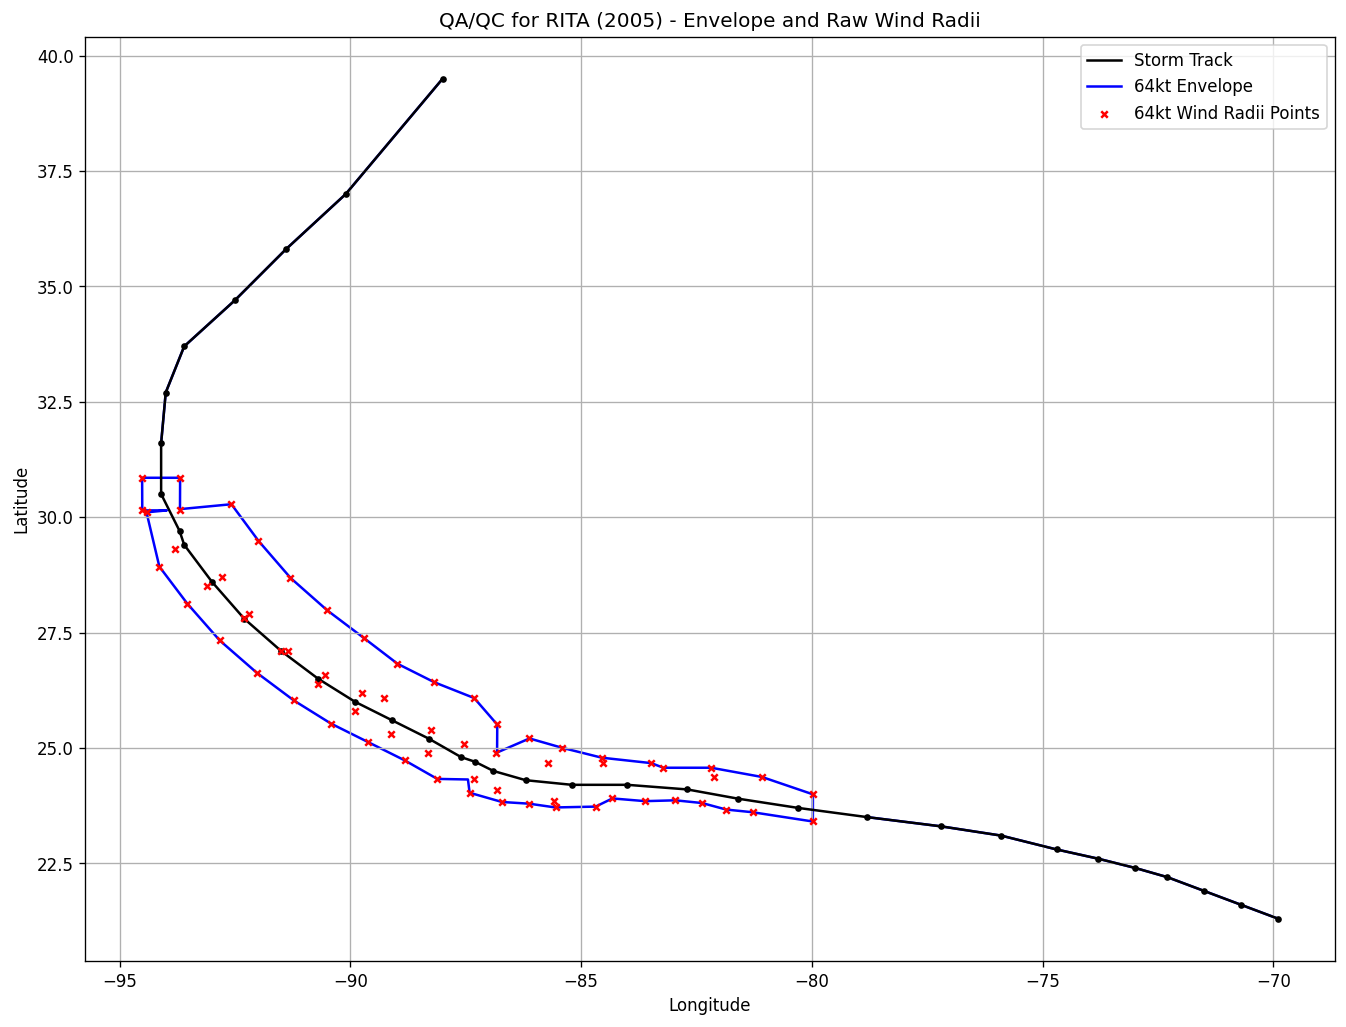 QA/QC for RITA (2005) - Envelope and Raw Wind Radii
Storm Track
64kt Envelope
64kt Wind Radii Points
40.0
37.5
35.0
32.5
30.0
27.5
25.0
22.5
Latitude
−95
−90
−85
−80
−75
−70
Longitude